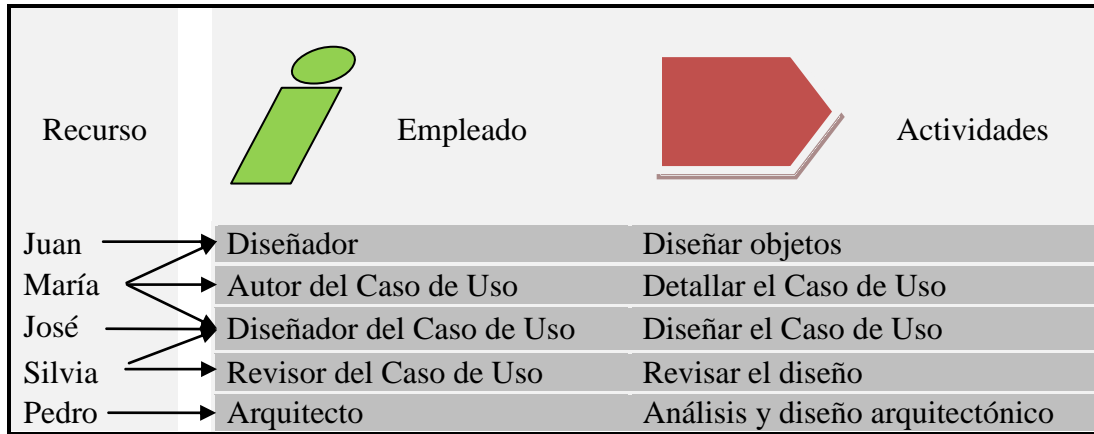 Recurso Empleado Actividades
Juan Diseñador Diseñar objetos
María Autor del Caso de Uso Detallar el Caso de Uso
José Diseñador del Caso de Uso Diseñar el Caso de Uso
Silvia Revisor del Caso de Uso Revisar el diseño
Pedro Arquitecto Análisis y diseño arquitectónico